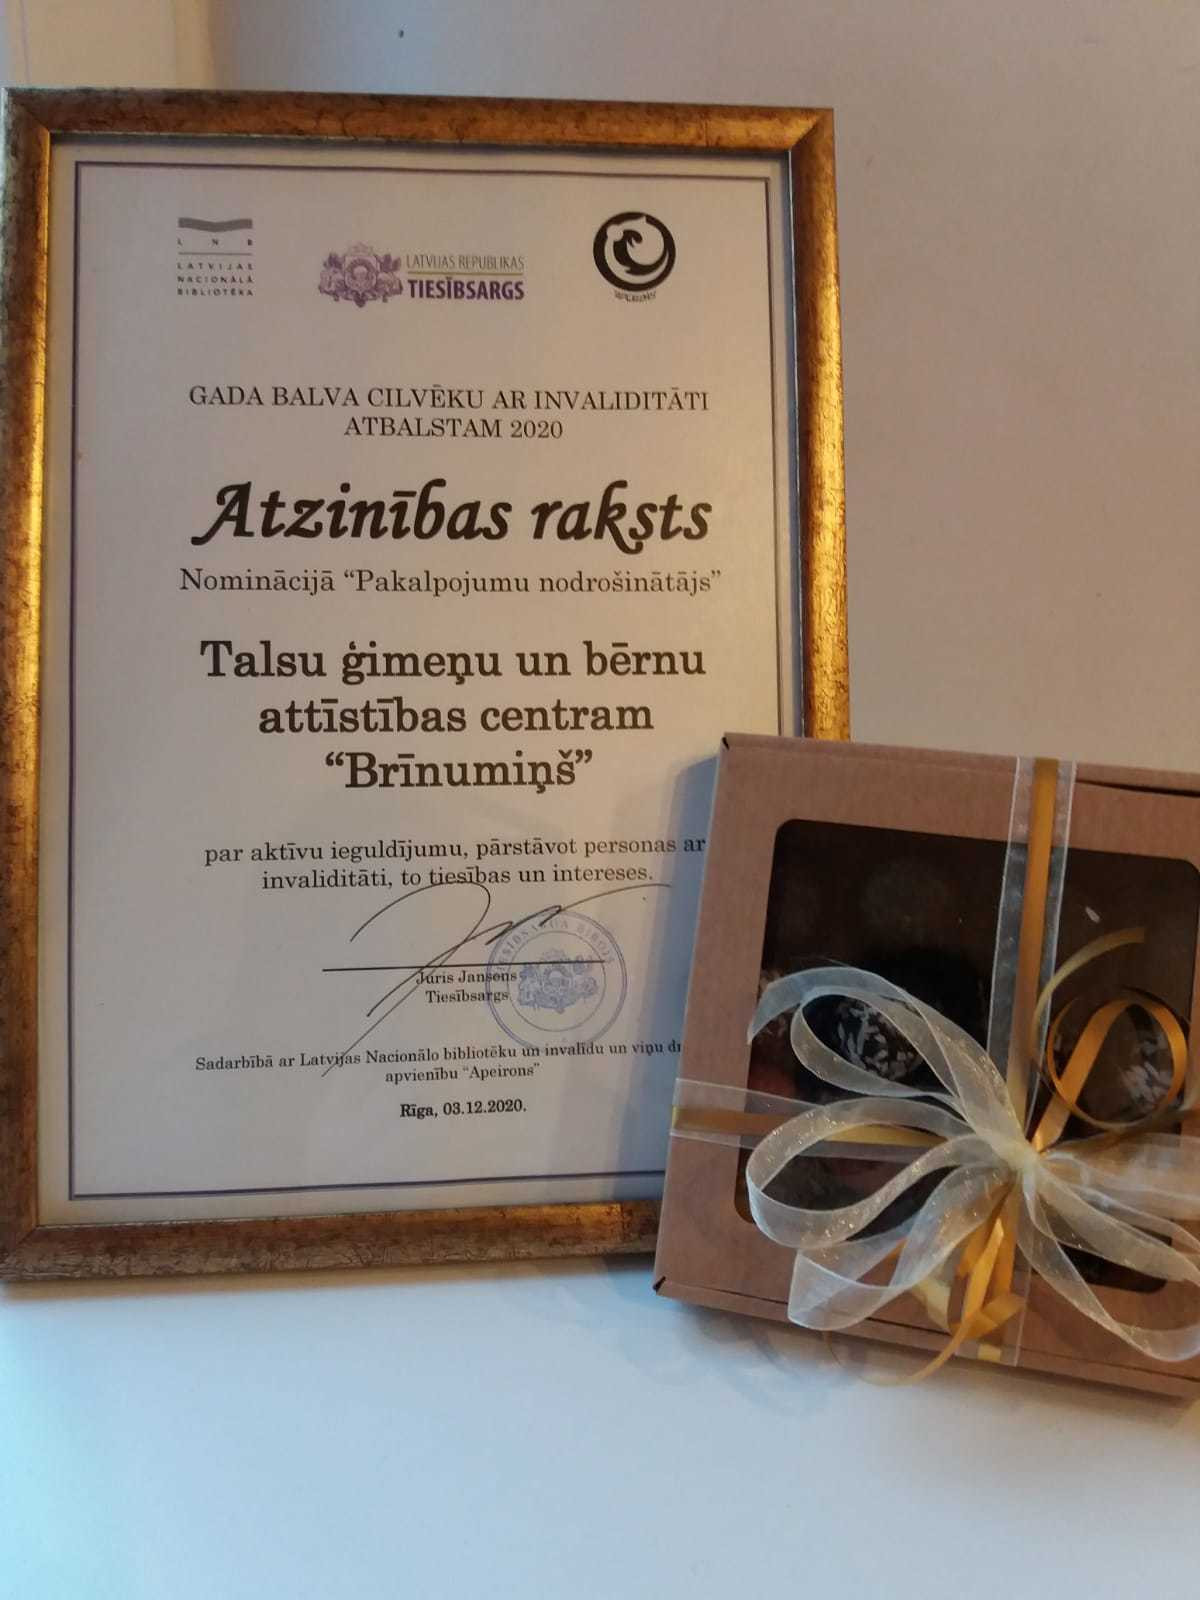 L N B
LATVIJAS
NACIONĀLĀ
BIBLIOTĒKA
LATVIJAS REPUBLIKAS
TIESĪBSARGS
GADA BALVA CILVĒKU AR INVALIDITĀTI
ATBALSTAM 2020
Atzinības raksts
Nominācijā “Pakalpojumu nodrošinātājs”
Talsu ģimeņu un bērnu
attīstības centram
“Brīnumiņš”
par aktīvu ieguldījumu, pārstāvot personas ar
invaliditāti, to tiesības un intereses.
TIESĪBSARGA BIROJS
Juris Jansons
Tiesībsargs
Sadarbībā ar Latvijas Nacionālo bibliotēku un invalīdu un viņu
apvienību “Apeirons”
Rīga, 03.12.2020.